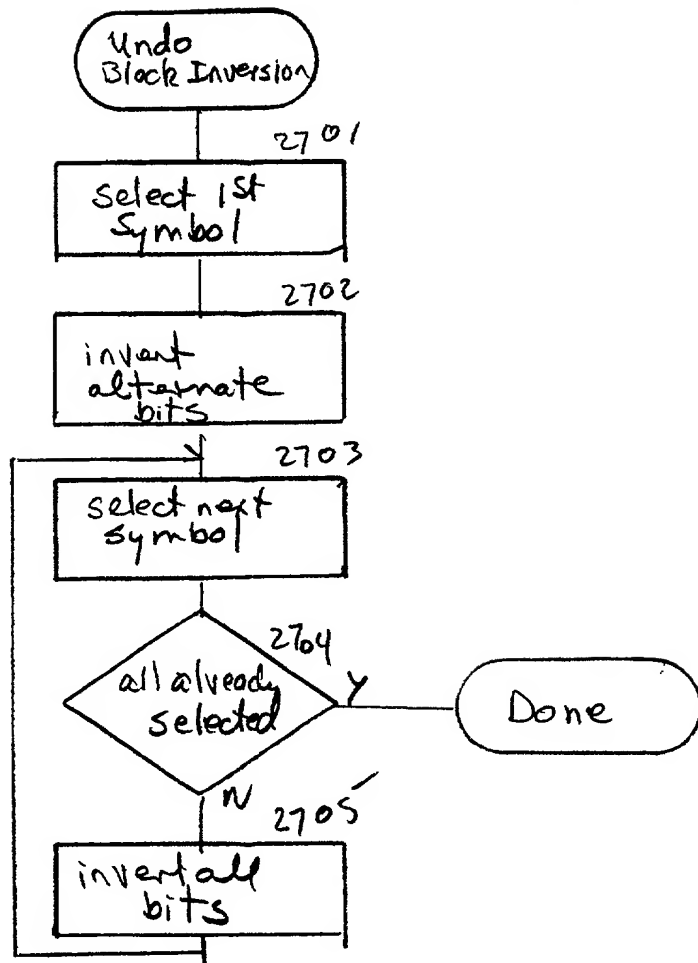 Undo
Block Inversion
2701
select 1st
symbol
2702
invert
alternate
bits
2703
select next
symbol
2704
all already
selected
Y
Done
N
2705
invert all
bits